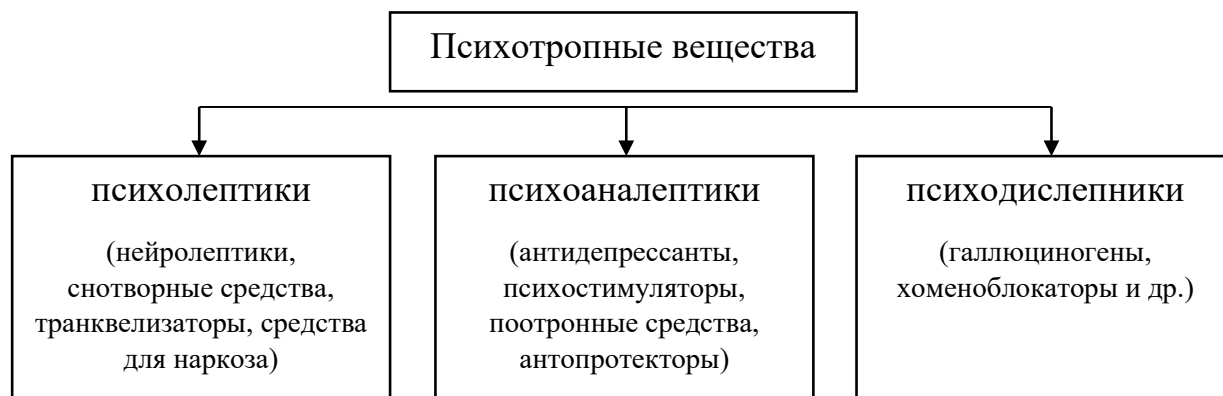 Психотропные вещества
психолептики
(нейролептики,
снотворные средства,
транквелизаторы, средства
для наркоза)
психоаналептики
(антидепрессанты,
психостимуляторы,
поотронные средства,
антопротекторы)
психодислепники
(галлюциногены,
хоменоблокаторы и др.)